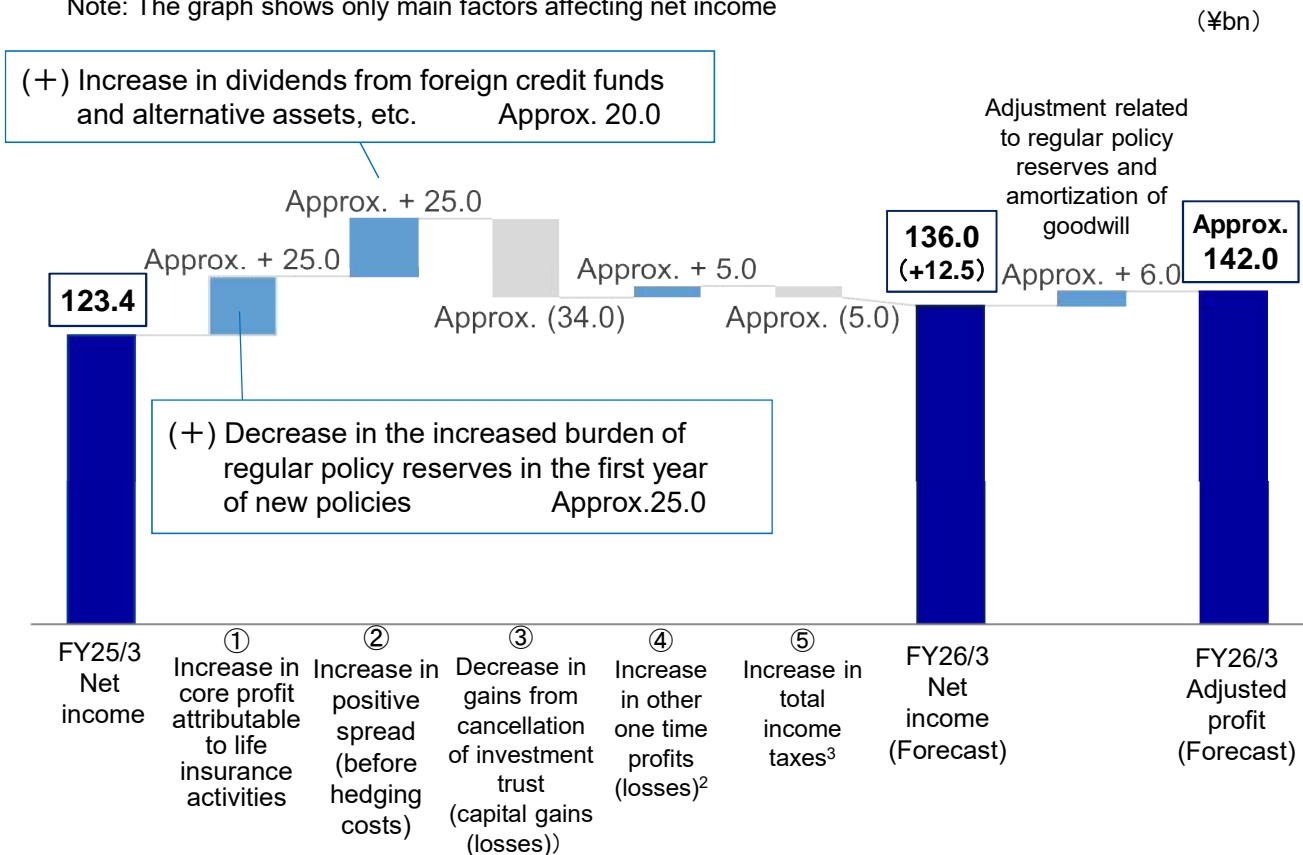 Note: The graph shows only main factors affecting net income
（¥bn）
(＋) Increase in dividends from foreign credit funds
and alternative assets, etc. Approx. 20.0
Adjustment related
to regular policy
reserves and
amortization of
goodwill
Approx. + 25.0
Approx. + 25.0
123.4
Approx. (34.0)
Approx. + 5.0
Approx. (5.0)
136.0
(+12.5)
Approx. + 6.0
Approx.
142.0
(＋) Decrease in the increased burden of
regular policy reserves in the first year
of new policies Approx.25.0
FY25/3
Net
income
①
Increase in
core profit
attributable
to life
insurance
activities
②
Increase in
positive
spread
(before
hedging
costs)
③
Decrease in
gains from
cancellation
of investment
trust
(capital gains
(losses)）
④
Increase
in other
one time
profits
(losses)²
⑤
Increase in
total
income
taxes³
FY26/3
Net
income
(Forecast)
FY26/3
Adjusted
profit
(Forecast)